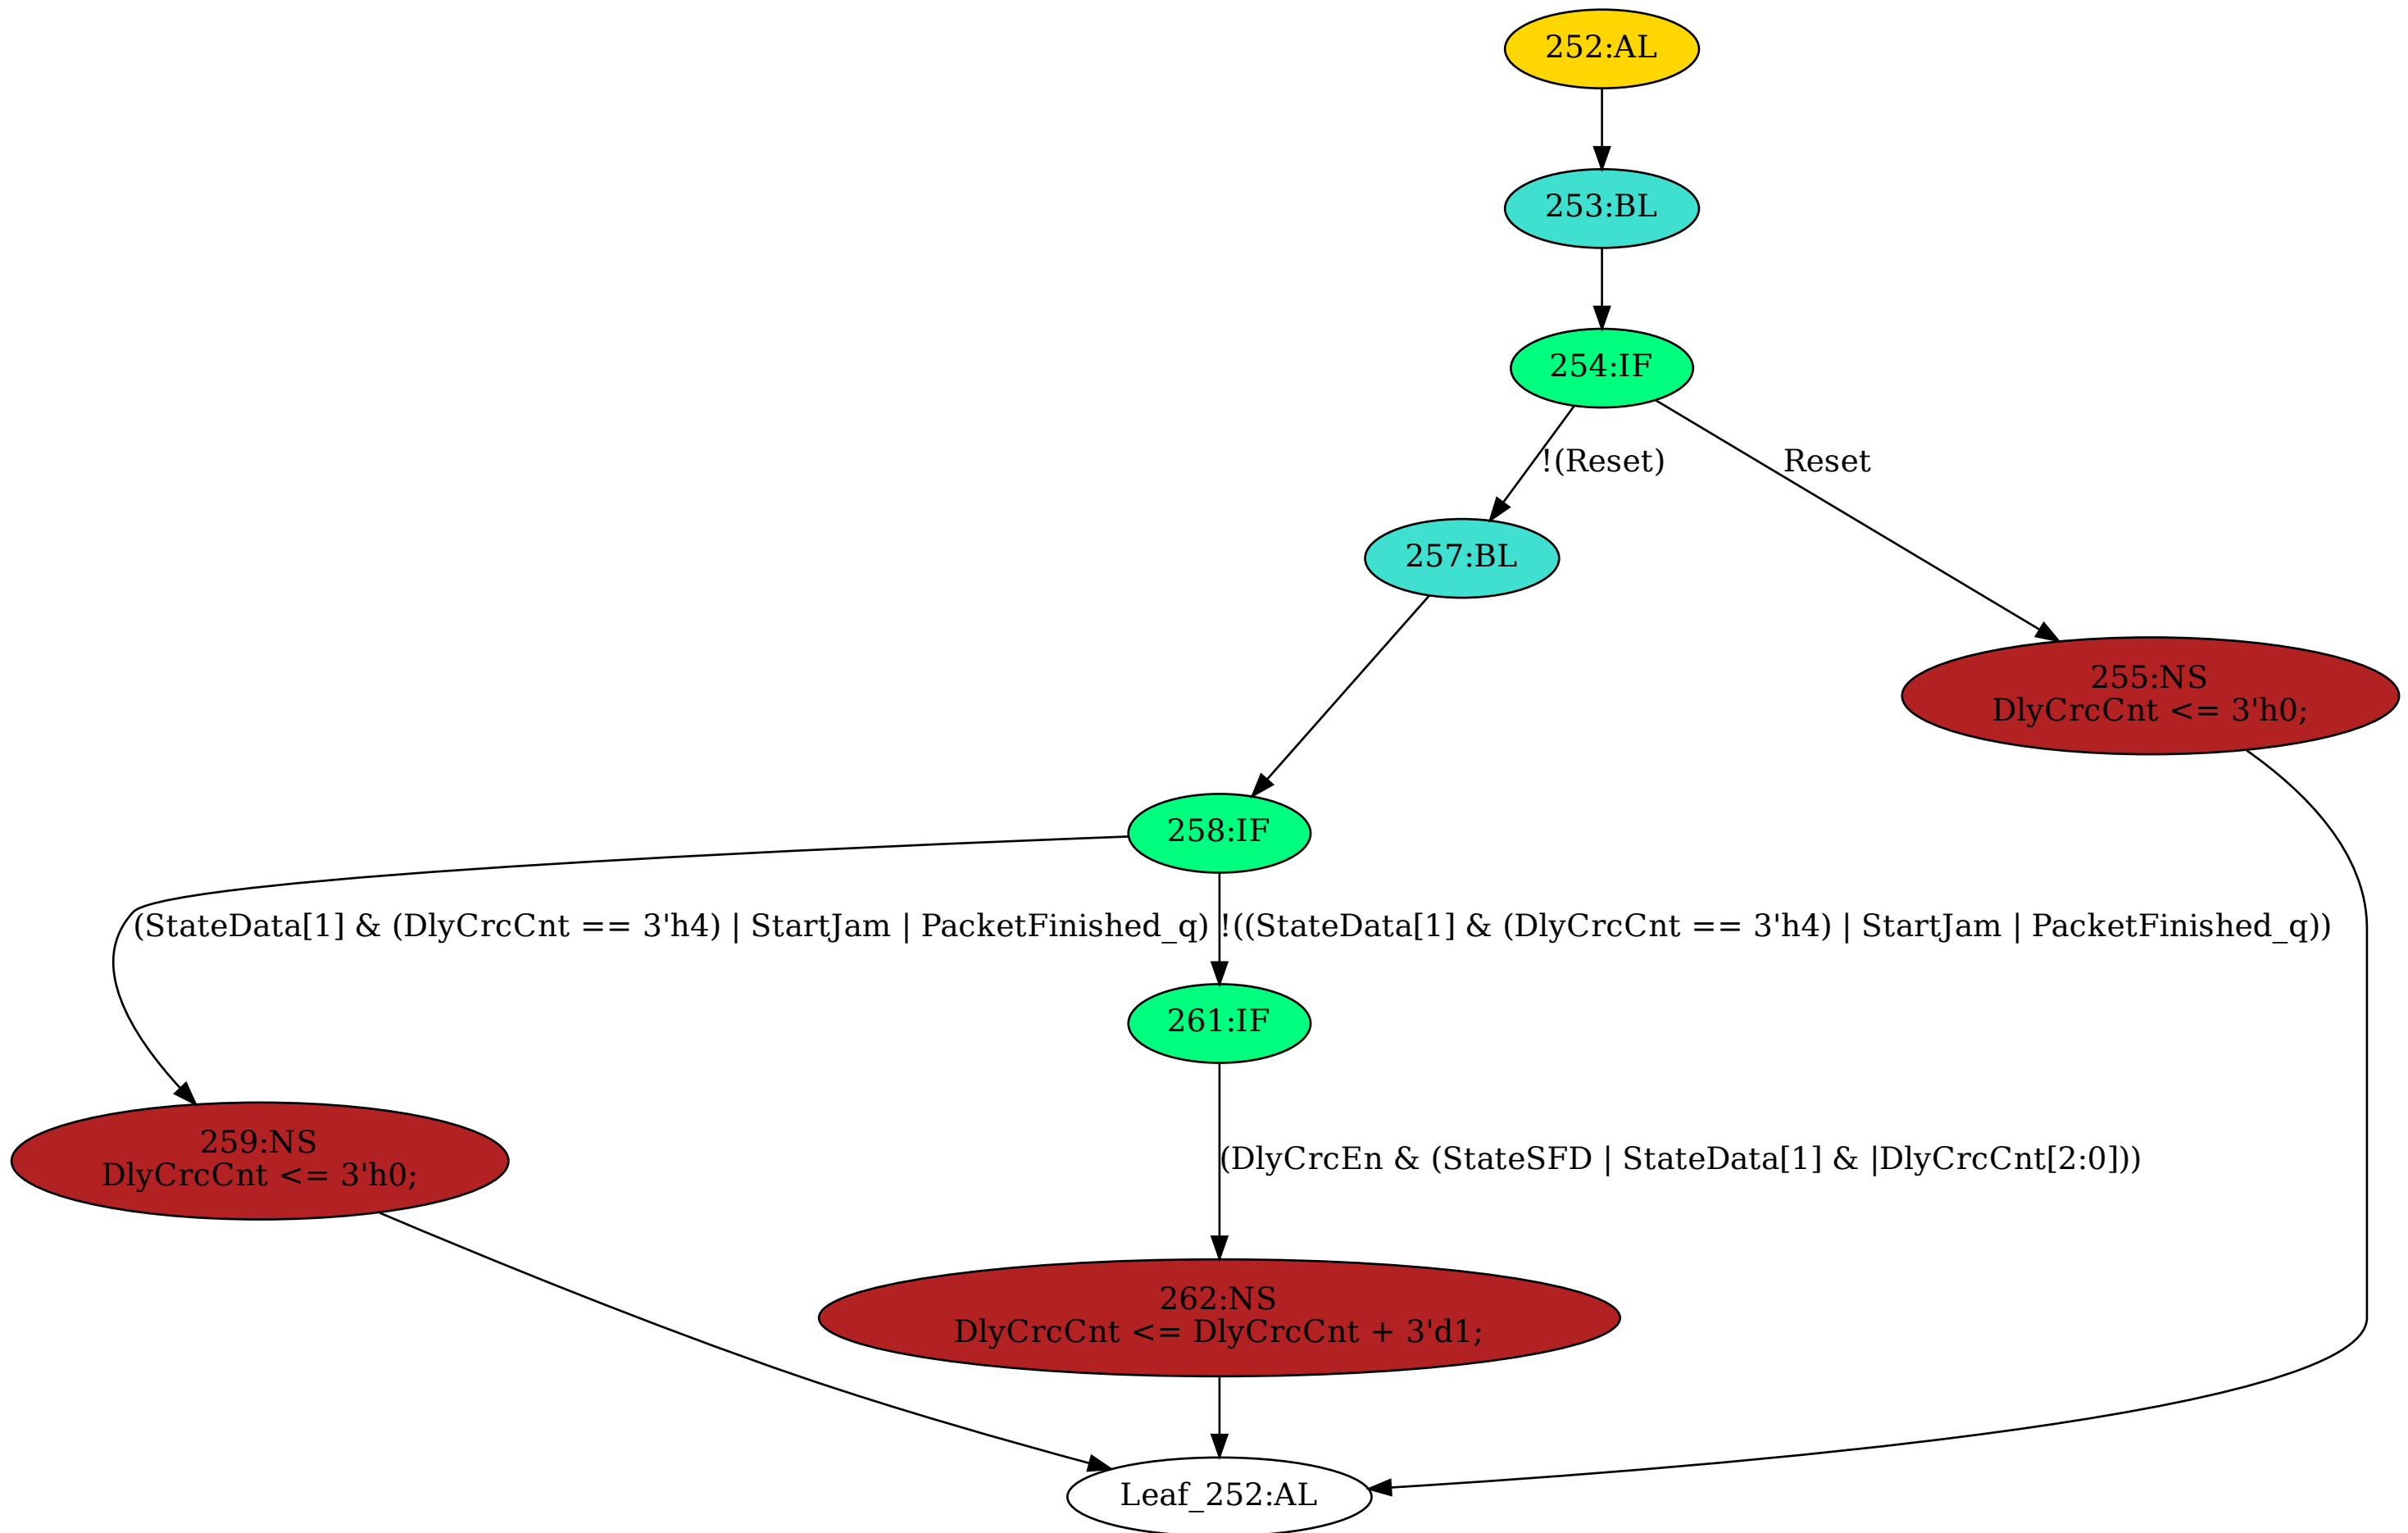 252:AL
253:BL
254:IF
!(Reset)
Reset
257:BL
255:NS
DlyCrcCnt <= 3'h0;
258:IF
(StateData[1] & (DlyCrcCnt == 3'h4) | StartJam | PacketFinished_q)
!((StateData[1] & (DlyCrcCnt == 3'h4) | StartJam | PacketFinished_q))
261:IF
259:NS
DlyCrcCnt <= 3'h0;
(DlyCrcEn & (StateSFD | StateData[1] & |DlyCrcCnt[2:0]))
262:NS
DlyCrcCnt <= DlyCrcCnt + 3'd1;
Leaf_252:AL